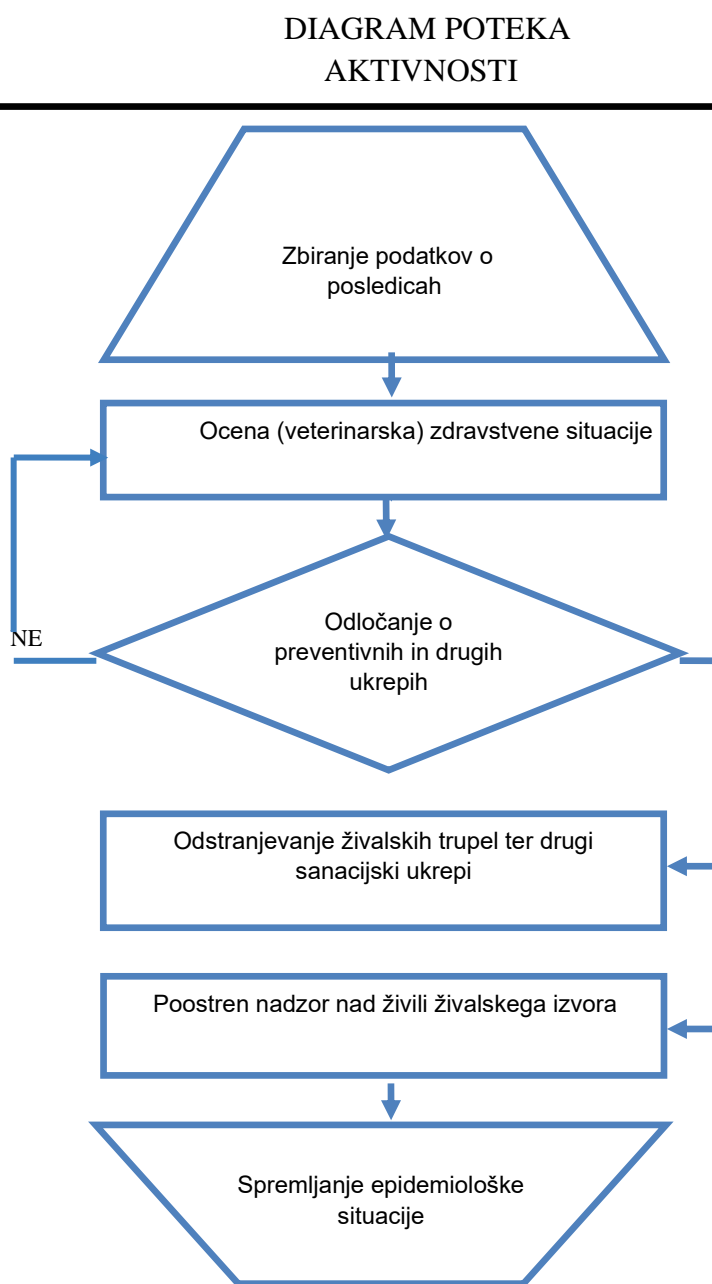 DIAGRAM POTEKA
AKTIVNOSTI
Zbiranje podatkov o
posledicah
Ocena (veterinarska) zdravstvene situacije
NE
Odločanje o
preventivnih in drugih
ukrepih
Odstranjevanje živalskih trupel ter drugi
sanacijski ukrepi
Poostren nadzor nad živili živalskega izvora
Spremljanje epidemiološke
situacije